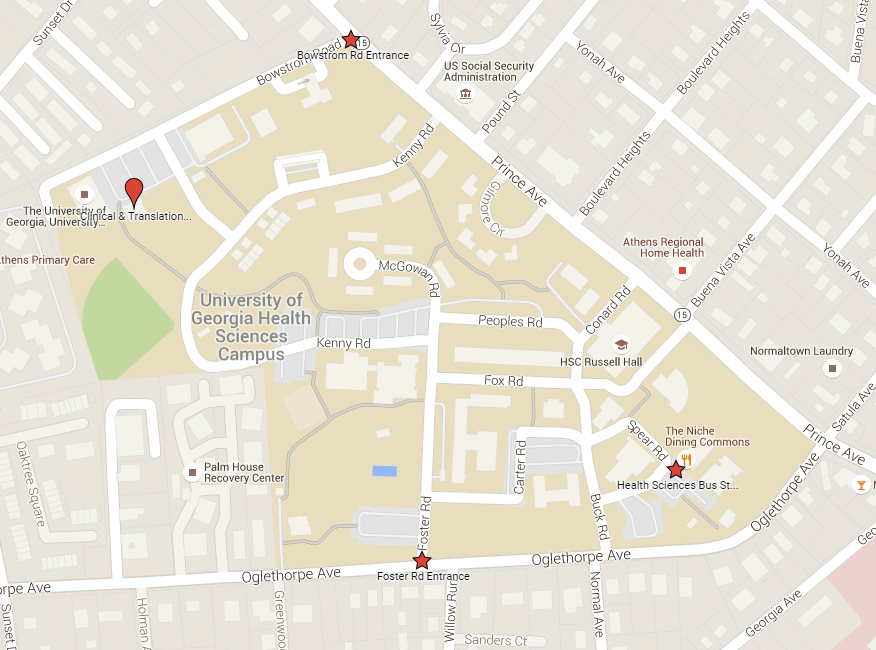 Sunset Dr
Sylvia Cir
Buena Vista
Bowstrom Road
15
Bowstrom Rd Entrance
US Social Security
Administration
Yonah Ave
Boulevard Heights
Pound St
Kenny Rd
Prince Ave
Boulevard Heights
Gilmore Cir
The University of
Georgia, University...
Clinical & Translation...
thens Primary Care
Athens Regional
Home Health
Buena Vista Ave
Yonah Ave
McGowan Rd
University of
Georgia Health
Sciences
Campus
Conard Rd
15
Peoples Rd
Kenny Rd
HSC Russell Hall
Normaltown Laundry
Fox Rd
Satula Ave
Spear Rd
The Niche
Dining Commons
Prince Ave
Oaktree Square
Palm House
Recovery Center
Carter Rd
Health Sciences Bus St...
Foster Rd
Buck Rd
Oglethorpe Ave
Foster Rd Entrance
Oglethorpe Ave
Oglethorpe Ave
rpe Ave
N
Geo
Sunset D
Holman A
Greenwoo
Willow Run
Sanders Ct
Normal Ave
Georgia Ave